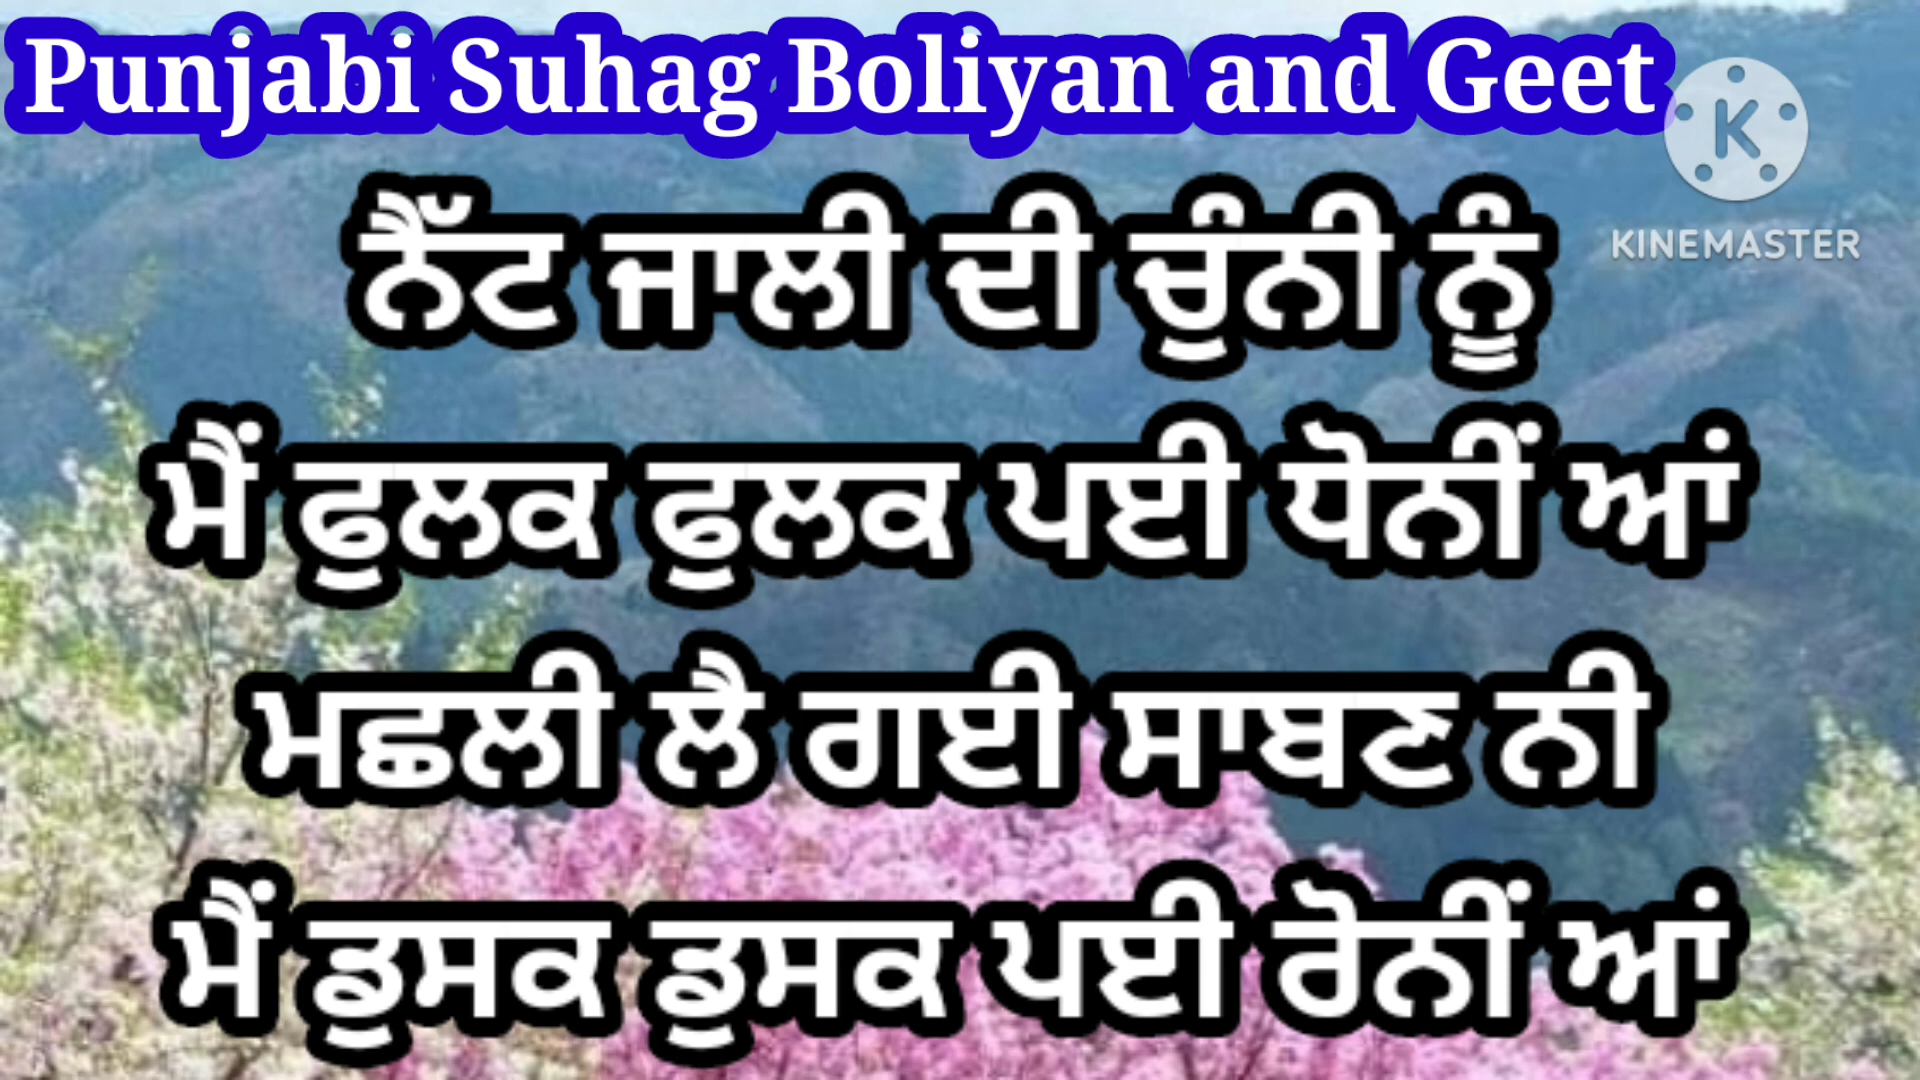 Punjabi Suhag Boliyan and Geet
K
KINEMASTER
ਨੈੱਟ ਜਾਲੀ ਦੀ ਚੁੰਨੀ ਨੂੰ
ਮੈਂ ਫੁਲਕ ਫੁਲਕ ਪਈ ਧੋਨੀਂ ਆਂ
ਮਛਲੀ ਲੈ ਗਈ ਸਾਬਣ ਨੀ
ਮੈਂ ਡੁਸਕ ਡੁਸਕ ਪਈ ਰੋਨੀਂ ਆਂ